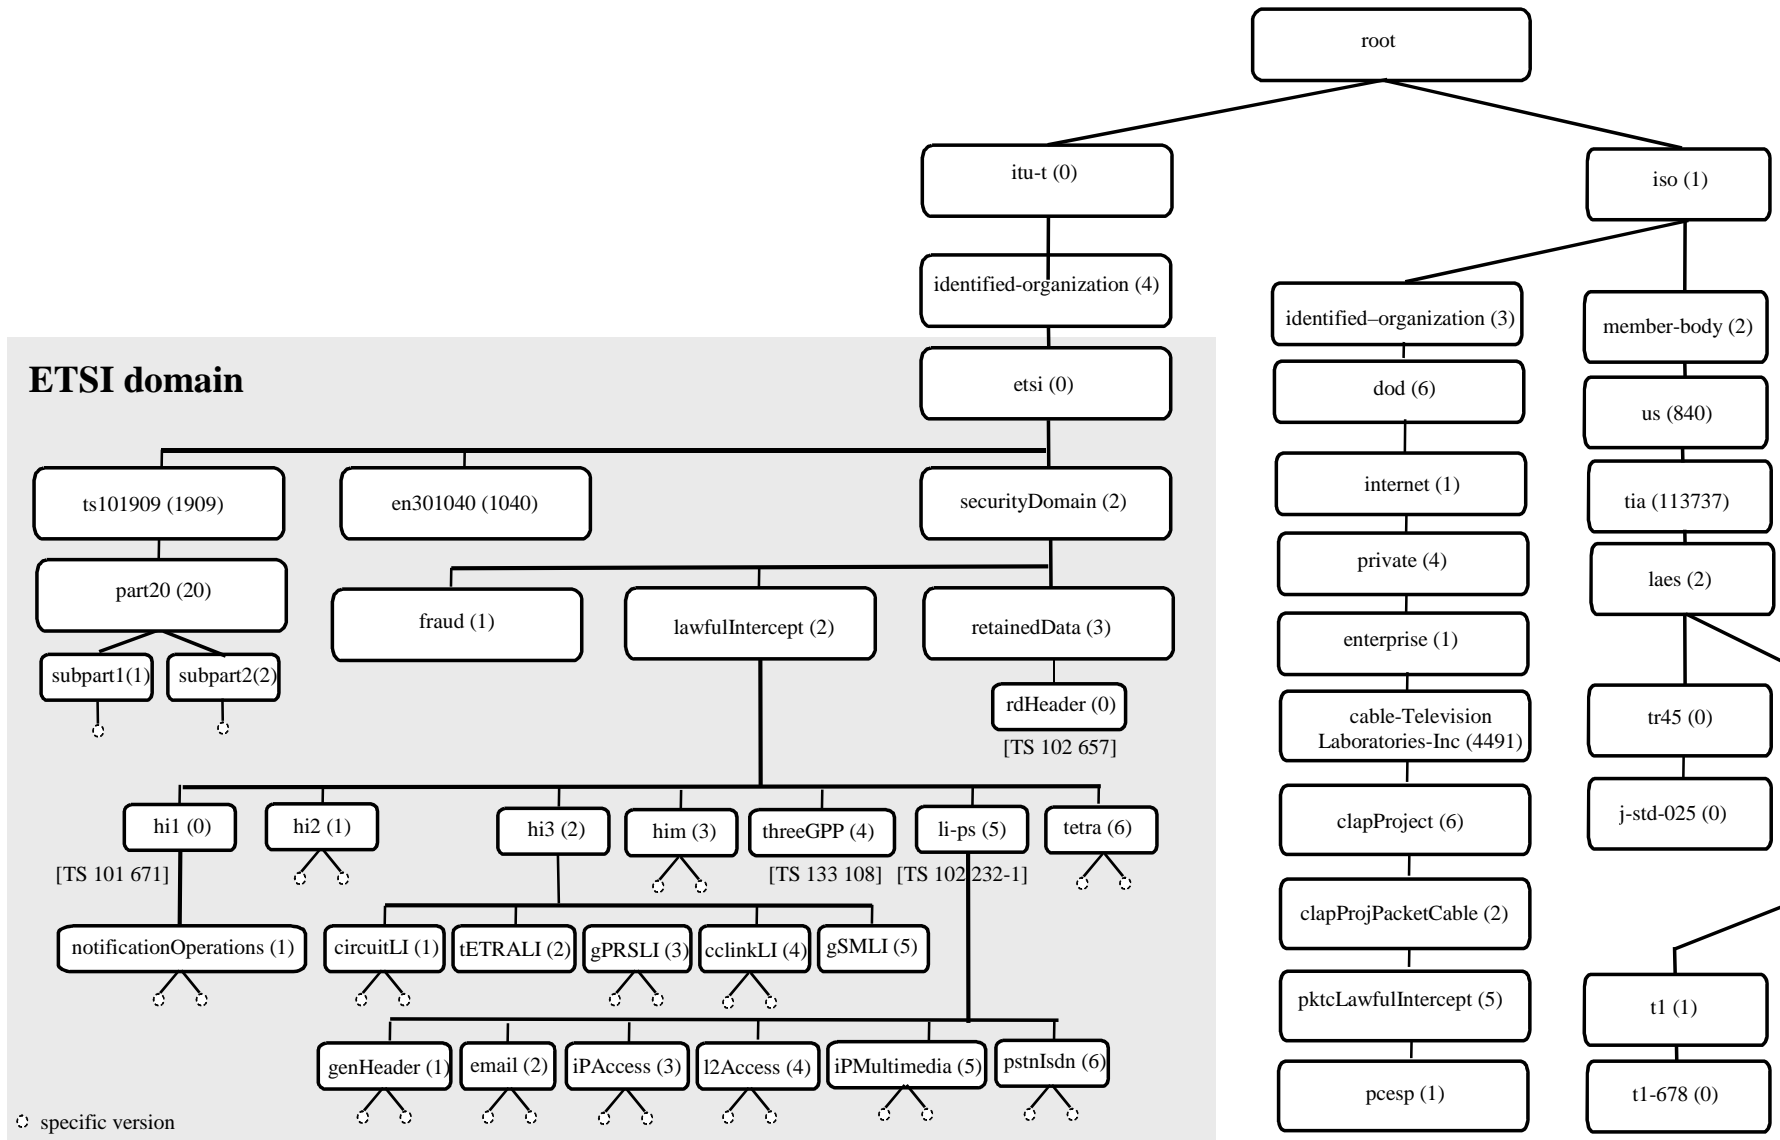 root
itu-t (0)
iso (1)
identified-organization (4)
identified–organization (3)
member-body (2)
ETSI domain
etsi (0)
dod (6)
us (840)
ts101909 (1909)
en301040 (1040)
securityDomain (2)
internet (1)
tia (113737)
part20 (20)
fraud (1)
lawfulIntercept (2)
retainedData (3)
private (4)
laes (2)
subpart1(1)
subpart2(2)
enterprise (1)
rdHeader (0)
[TS 102 657]
cable-Television
Laboratories-Inc (4491)
tr45 (0)
hi1 (0)
hi2 (1)
hi3 (2)
him (3)
threeGPP (4)
li-ps (5)
tetra (6)
clapProject (6)
j-std-025 (0)
[TS 101 671]
[TS 133 108]
[TS 102 232-1]
notificationOperations (1)
circuitLI (1)
tETRALI (2)
gPRSLI (3)
cclinkLI (4)
gSMLI (5)
clapProjPacketCable (2)
pktcLawfulIntercept (5)
t1 (1)
genHeader (1)
email (2)
iPAccess (3)
l2Access (4)
iPMultimedia (5)
pstnIsdn (6)
pcesp (1)
t1-678 (0)
specific version